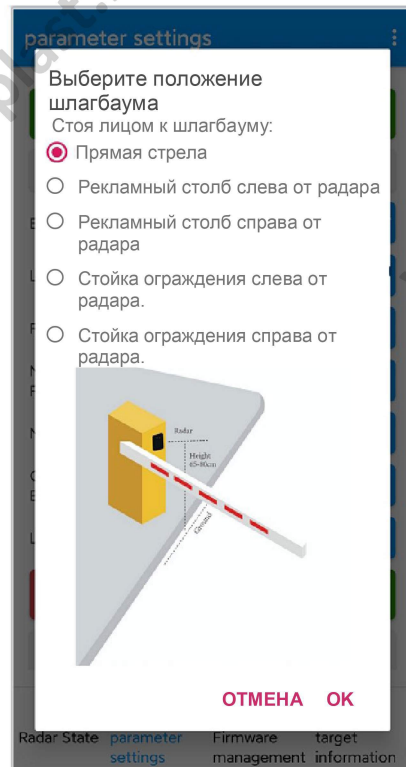 parameter settings
Выберите положение
шлагбаума
Стоя лицом к шлагбауму:
Прямая стрела
Рекламный столб слева от радара
Рекламный столб справа от
радара
Стойка ограждения слева от
радара.
Стойка ограждения справа от
радара.
Radar
Height
65-80cm
Ground
ОТМЕНА OK
Radar State parameter Firmware target
settings management information